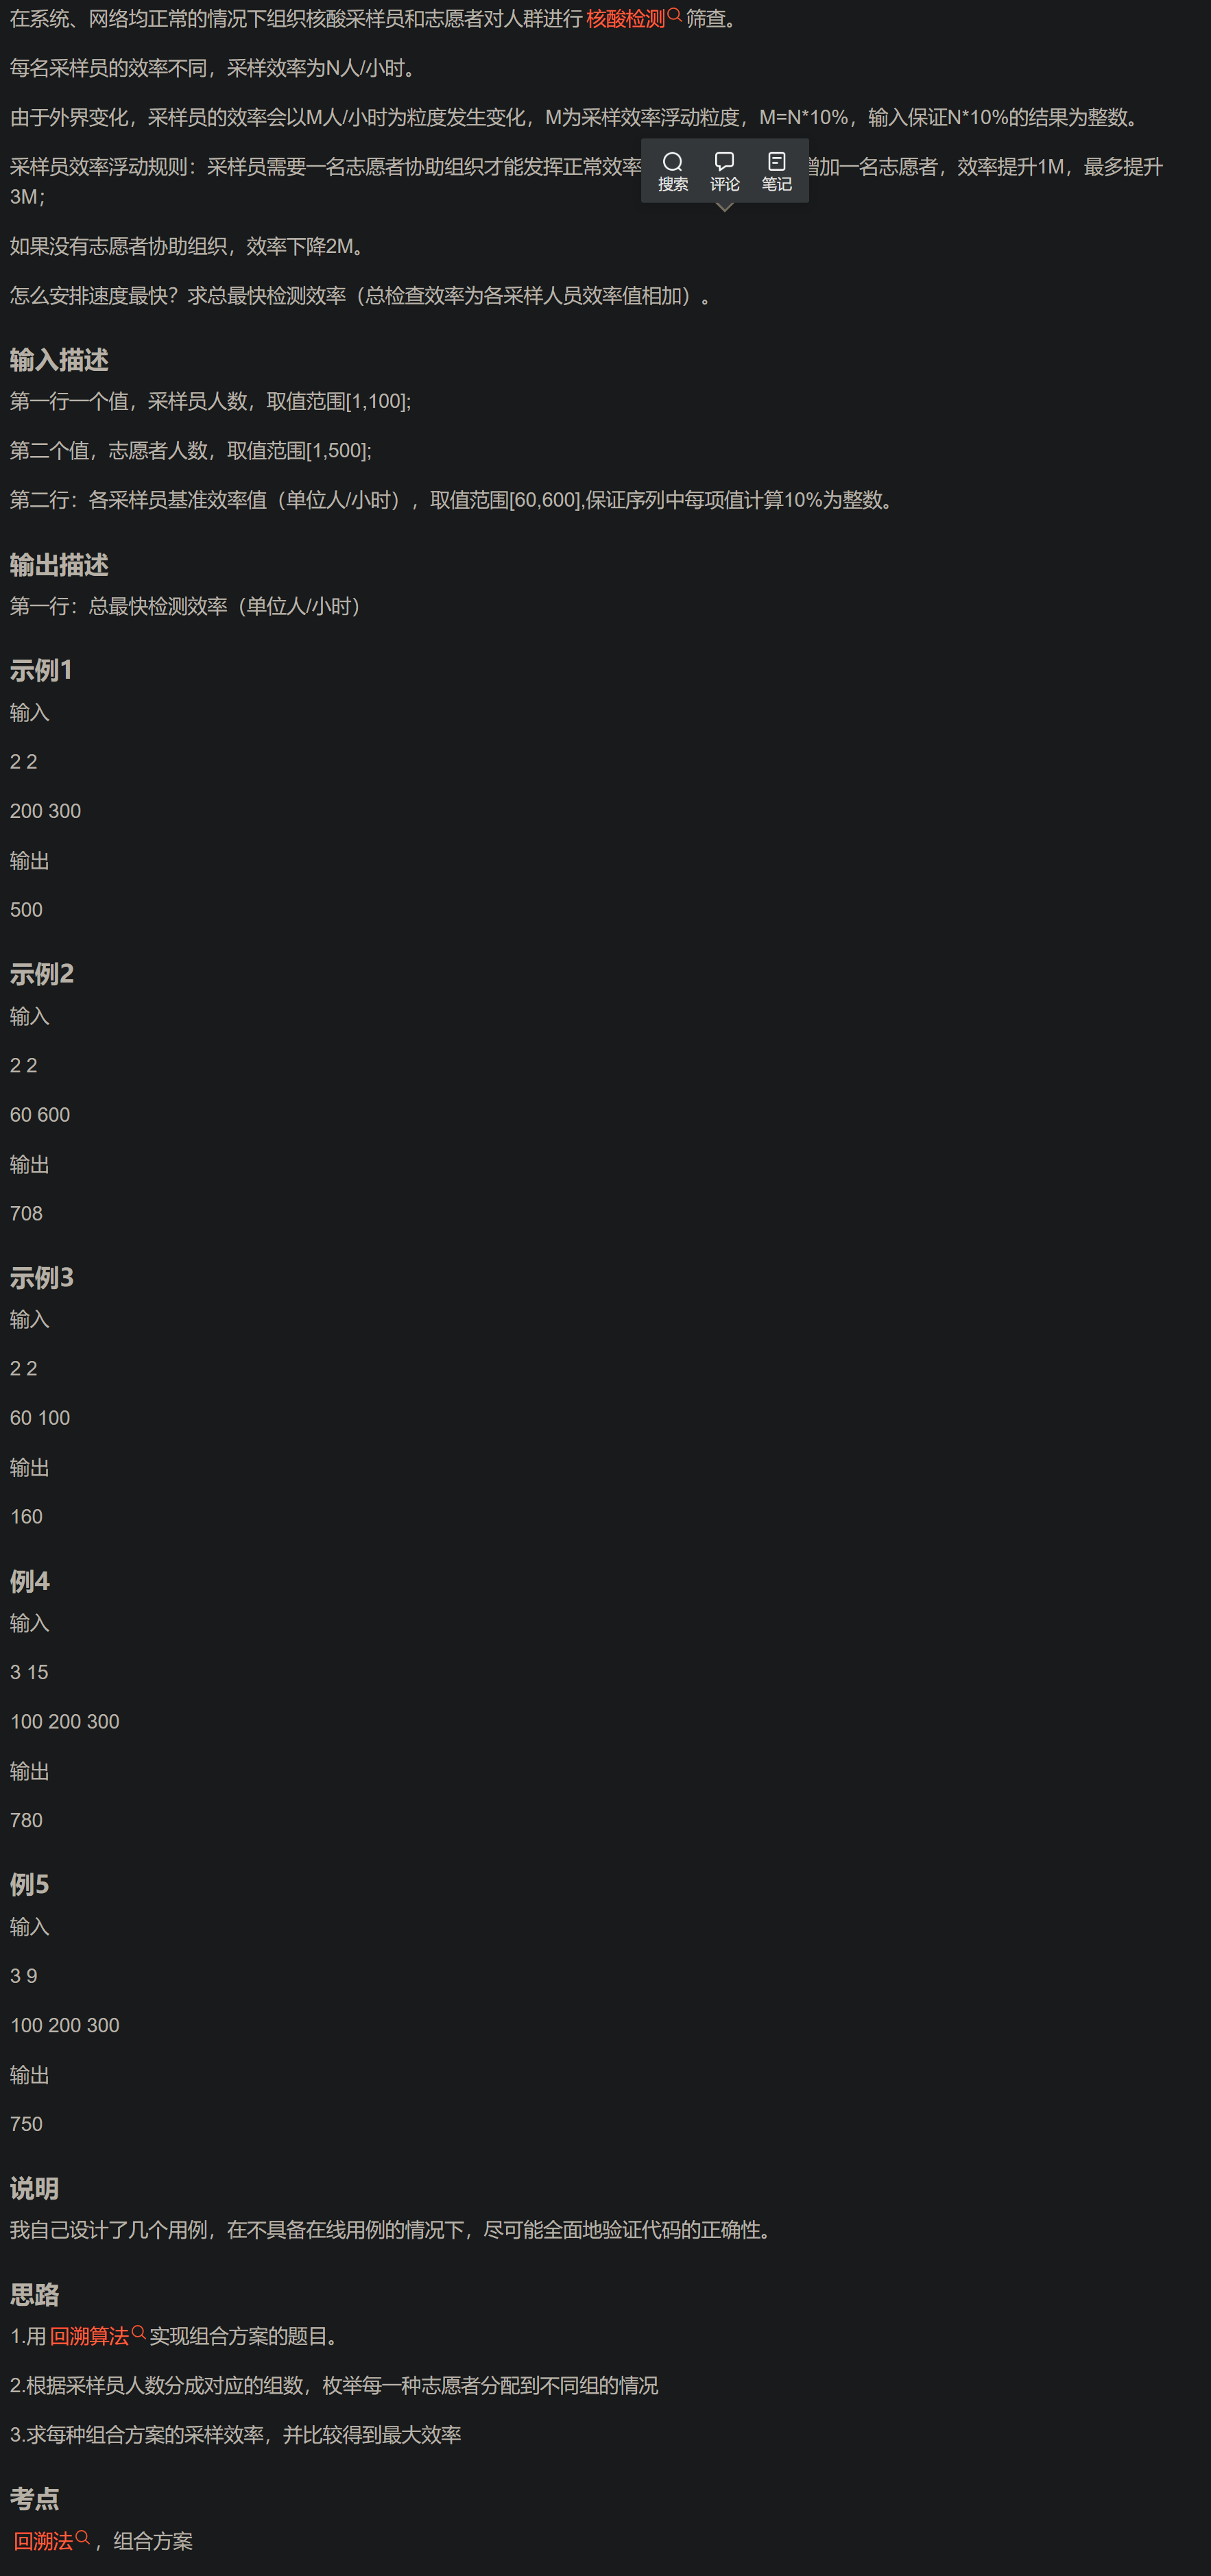 在系统、网络均正常的情况下组织核酸采样员和志愿者对人群进行核酸检测筛查。
每名采样员的效率不同，采样效率为N人/小时。
由于外界变化，采样员的效率会以M人/小时为粒度发生变化，M为采样效率浮动粒度，M=N*10%，输入保证N*10%的结果为整数。
采样员效率浮动规则：采样员需要一名志愿者协助组织才能发挥正常效率
增加一名志愿者，效率提升1M，最多提升
搜索 评论 笔记
3M；
如果没有志愿者协助组织，效率下降2M。
怎么安排速度最快？求总最快检测效率（总检查效率为各采样人员效率值相加）。
输入描述
第一行一个值，采样员人数，取值范围[1,100];
第二个值，志愿者人数，取值范围[1,500];
第二行：各采样员基准效率值（单位人/小时），取值范围[60,600],保证序列中每项值计算10%为整数。
输出描述
第一行：总最快检测效率（单位人/小时）
示例1
输入
2 2
200 300
输出
500
示例2
输入
2 2
60 600
输出
708
示例3
输入
2 2
60 100
输出
160
例4
输入
3 15
100 200 300
输出
780
例5
输入
3 9
100 200 300
输出
750
说明
我自己设计了几个用例，在不具备在线用例的情况下，尽可能全面地验证代码的正确性。
思路
1.用回溯算法实现组合方案的题目。
2.根据采样员人数分成对应的组数，枚举每一种志愿者分配到不同组的情况
3.求每种组合方案的采样效率，并比较得到最大效率
考点
回溯法，组合方案